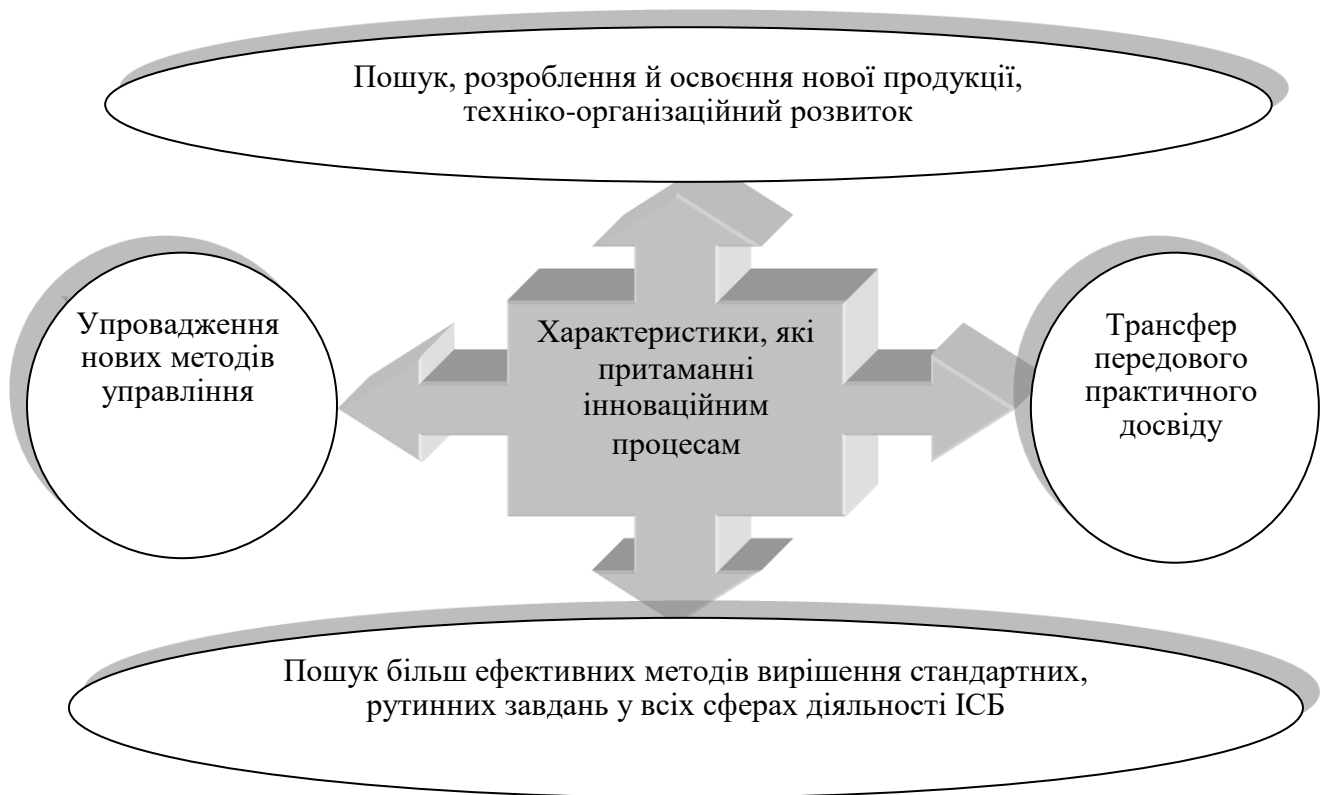 Пошук, розроблення й освоєння нової продукції,
техніко-організаційний розвиток
Упровадження
нових методів
управління
Характеристики, які
притаманні
інноваційним
процесам
Трансфер
передового
практичного
досвіду
Пошук більш ефективних методів вирішення стандартних,
рутинних завдань у всіх сферах діяльності ІСБ